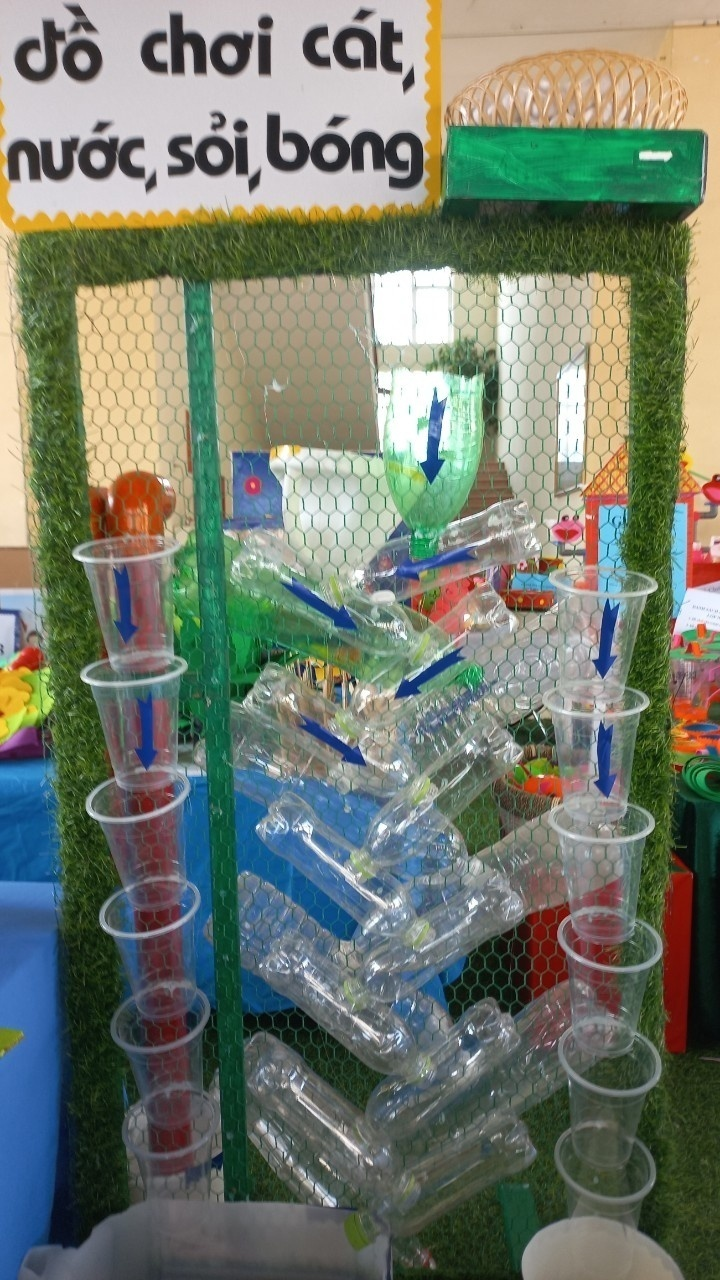 đồ chơi cát,
nước, sỏi, bóng